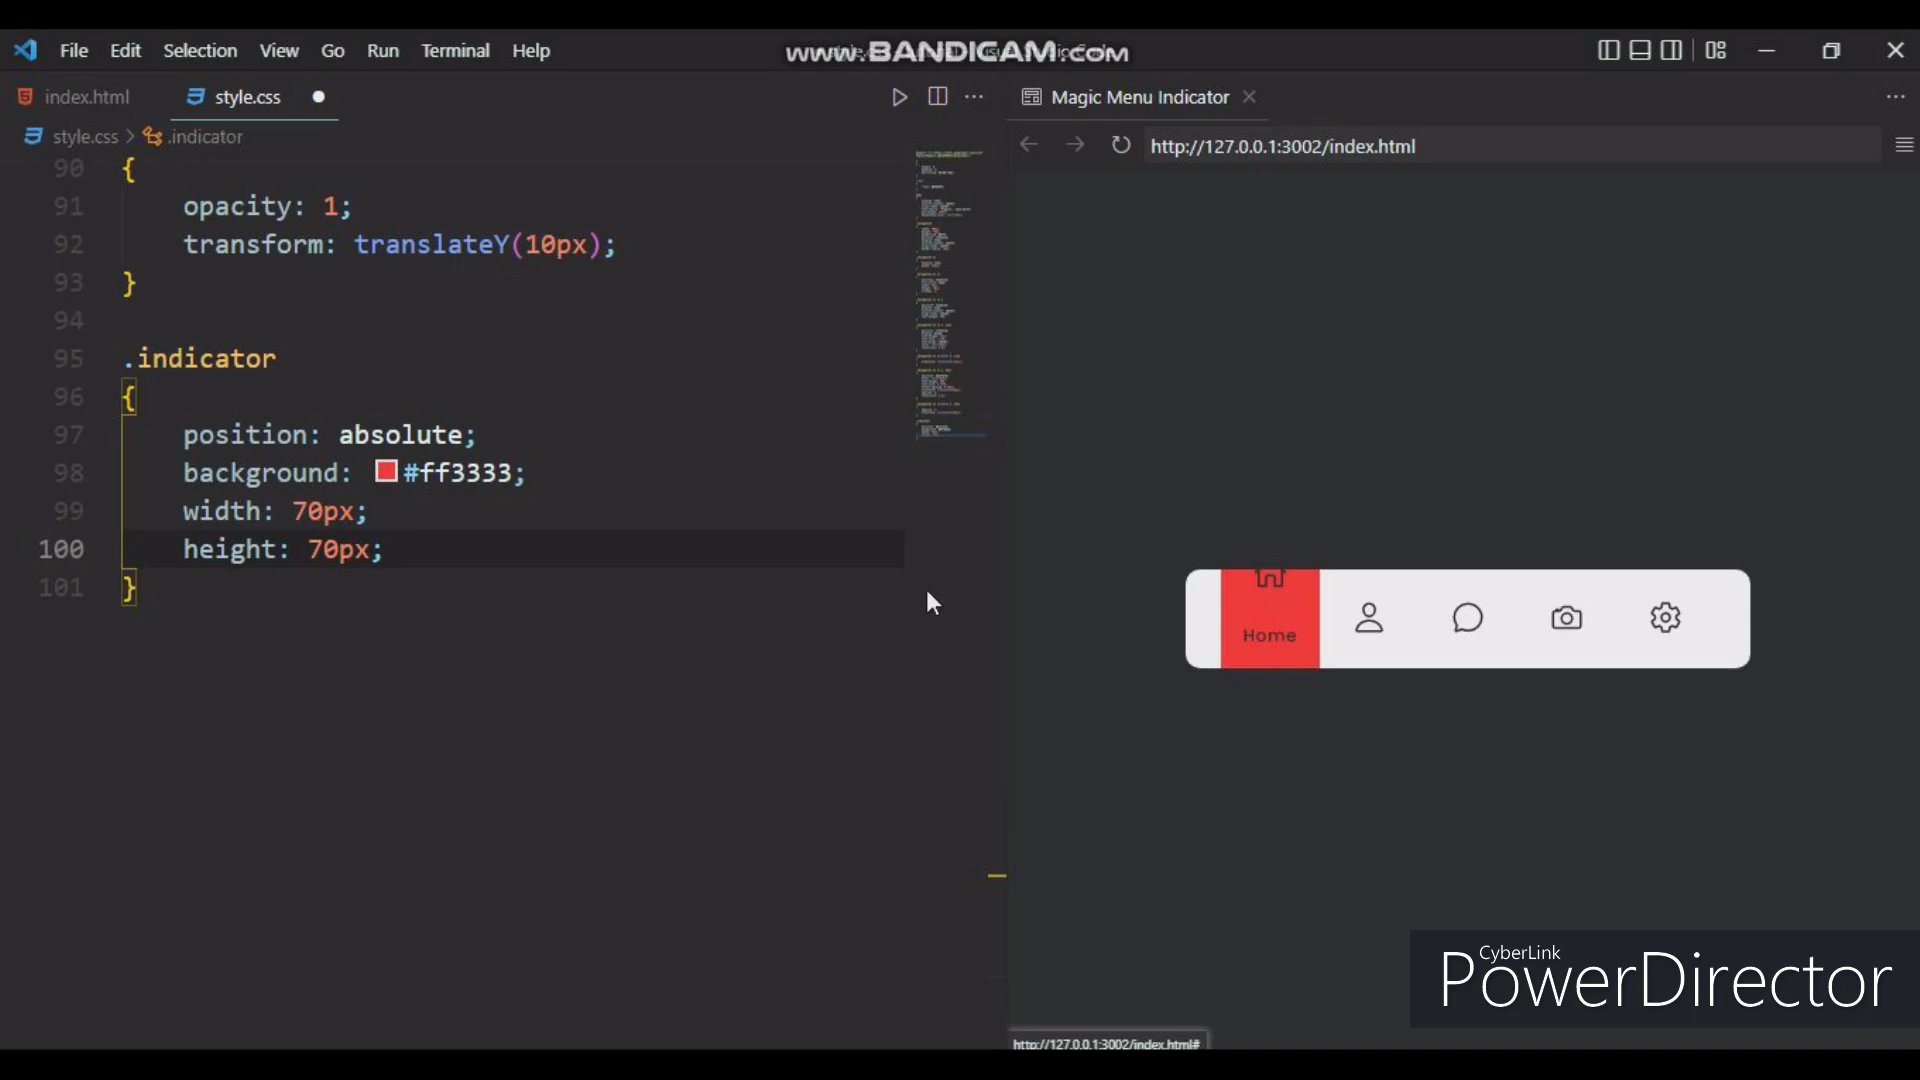 File Edit Selection View Go Run Terminal Help
www.BANDICAM.com
index.html
style.css
Magic Menu Indicator
style.css > .indicator
http://127.0.0.1:3002/index.html
90 {
91 opacity: 1;
92 transform: translateY(10px);
93 }
94
95 .indicator
96 {
97 position: absolute;
98 background: #ff3333;
99 width: 70px;
100 height: 70px;
101 }
Home
CyberLink
PowerDirector
http://127.0.0.1:3002/index.html#